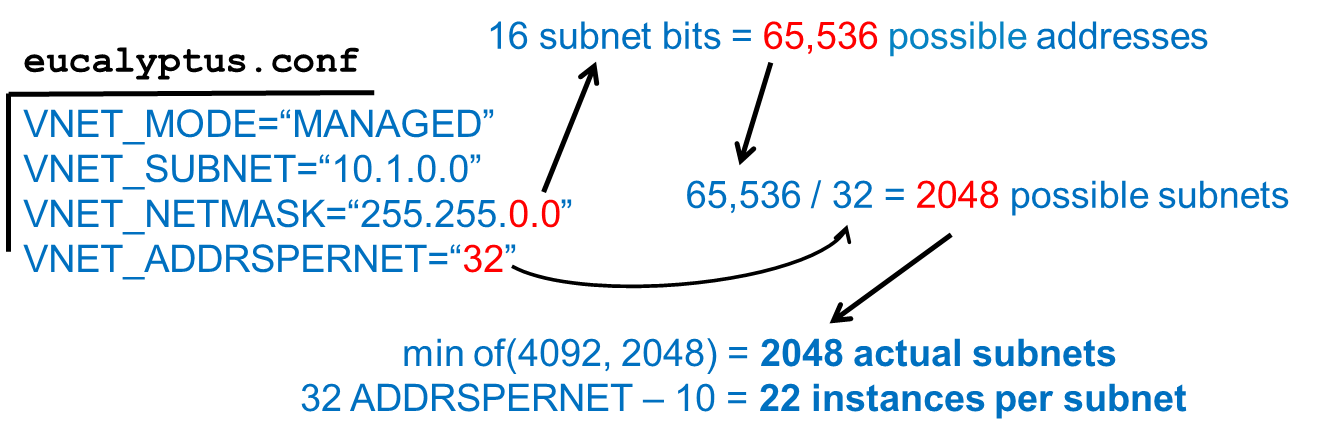 16 subnet bits = 65,536 possible addresses
eucalyptus.conf
VNET_MODE=“MANAGED”
VNET_SUBNET=“10.1.0.0”
VNET_NETMASK=“255.255.0.0”
VNET_ADDRSPERNET=“32”
65,536 / 32 = 2048 possible subnets
min of(4092, 2048) = 2048 actual subnets
32 ADDRSPERNET – 10 = 22 instances per subnet